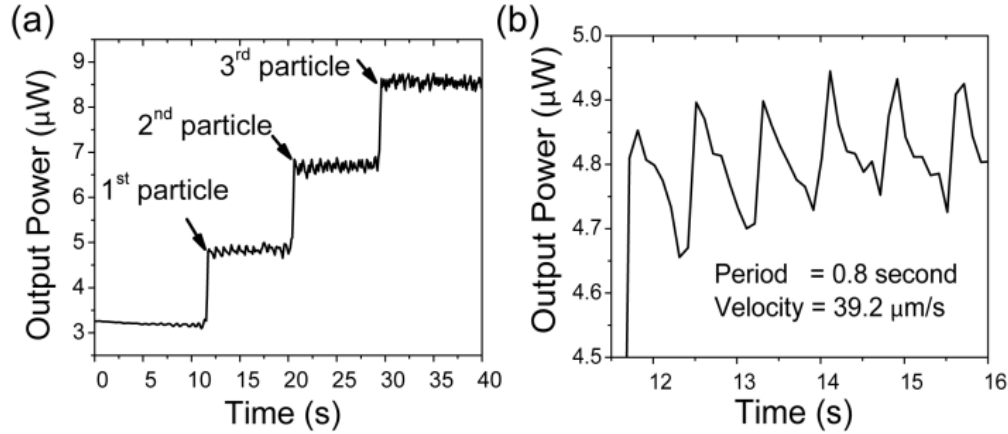 (a)
Output Power (μW)
9
8
7
6
5
4
3
3rd particle
2nd particle
1st particle
0 5 10 15 20 25 30 35 40
Time (s)
(b)
Output Power (μW)
5.0
4.9
4.8
4.7
4.6
4.5
Period = 0.8 second
Velocity = 39.2 μm/s
12 13 14 15 16
Time (s)